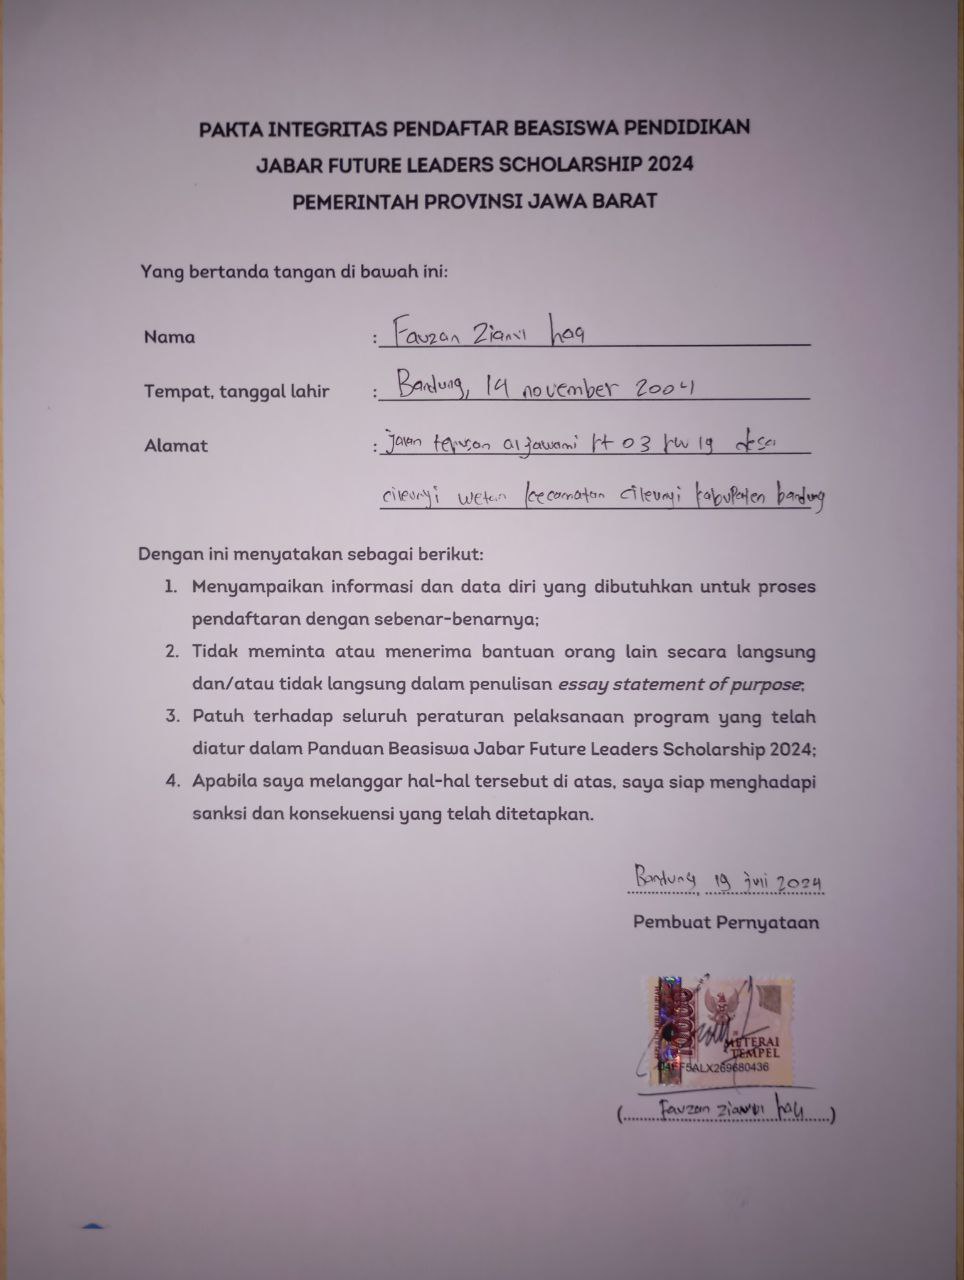 PAKTA INTEGRITAS PENDAFTAR BEASISWA PENDIDIKAN
JABAR FUTURE LEADERS SCHOLARSHIP 2024
PEMERINTAH PROVINSI JAWA BARAT
Yang bertanda tangan di bawah ini:
Nama : Fauzan Zianvi haq
Tempat, tanggal lahir : Bandung, 14 november 2004
Alamat : jalan terusan aljawami rt 03 rw 19 desa
cileunyi wetan kecamatan cileunyi kabupaten bandung
Dengan ini menyatakan sebagai berikut:
1. Menyampaikan informasi dan data diri yang dibutuhkan untuk proses
pendaftaran dengan sebenar-benarnya;
2. Tidak meminta atau menerima bantuan orang lain secara langsung
dan/atau tidak langsung dalam penulisan essay statement of purpose;
3. Patuh terhadap seluruh peraturan pelaksanaan program yang telah
diatur dalam Panduan Beasiswa Jabar Future Leaders Scholarship 2024;
4. Apabila saya melanggar hal-hal tersebut di atas, saya siap menghadapi
sanksi dan konsekuensi yang telah ditetapkan.
Bandung, 19 juli 2024
Pembuat Pernyataan
10000
METERAI
TEMPEL
ALX269680436
(Fauzan Zianvi haq)